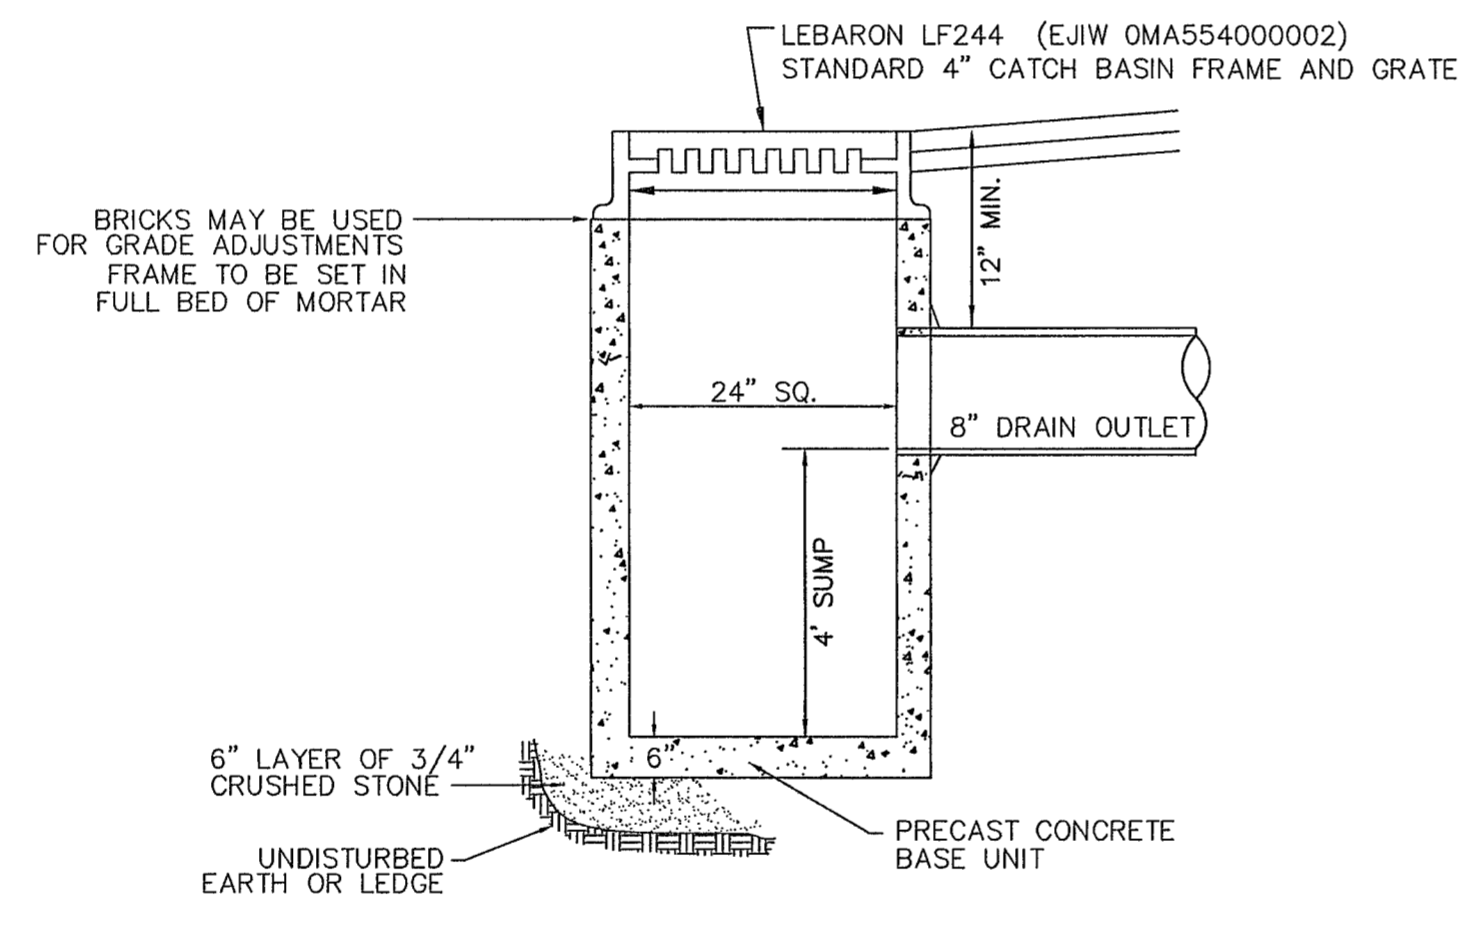 LEBARON LF244 (EJIW OMA554000002)
STANDARD 4" CATCH BASIN FRAME AND GRATE
BRICKS MAY BE USED
FOR GRADE ADJUSTMENTS
FRAME TO BE SET IN
FULL BED OF MORTAR
12" MIN.
24" SQ.
8" DRAIN OUTLET
4' SUMP
6"
6" LAYER OF 3/4"
CRUSHED STONE
UNDISTURBED
EARTH OR LEDGE
PRECAST CONCRETE
BASE UNIT